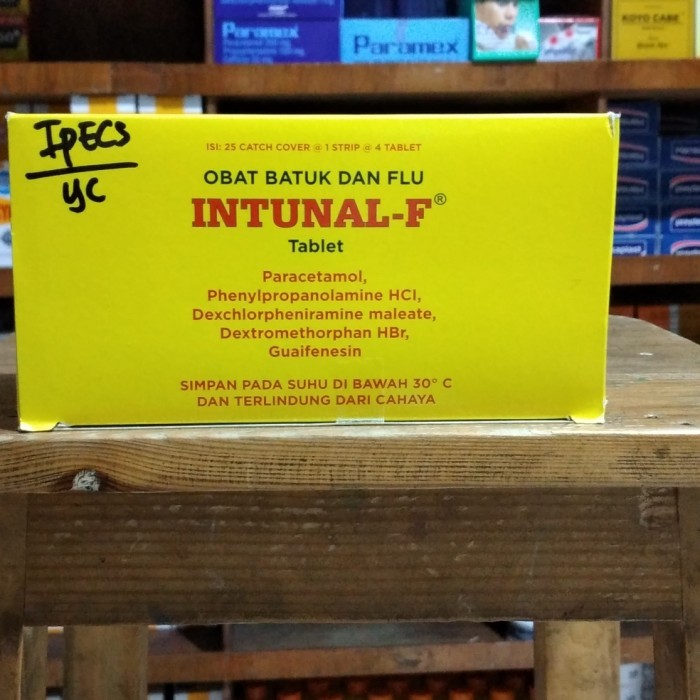 Paramex
Paramex
KOYO CABE
IPECS
yc
ISI: 25 CATCH COVER @ 1 STRIP @ 4 TABLET
OBAT BATUK DAN FLU
INTUNAL-F®
Tablet
Paracetamol,
Phenylpropanolamine HCl,
Dexchlorpheniramine maleate,
Dextromethorphan HBr,
Guaifenesin
SIMPAN PADA SUHU DI BAWAH 30° C
DAN TERLINDUNG DARI CAHAYA